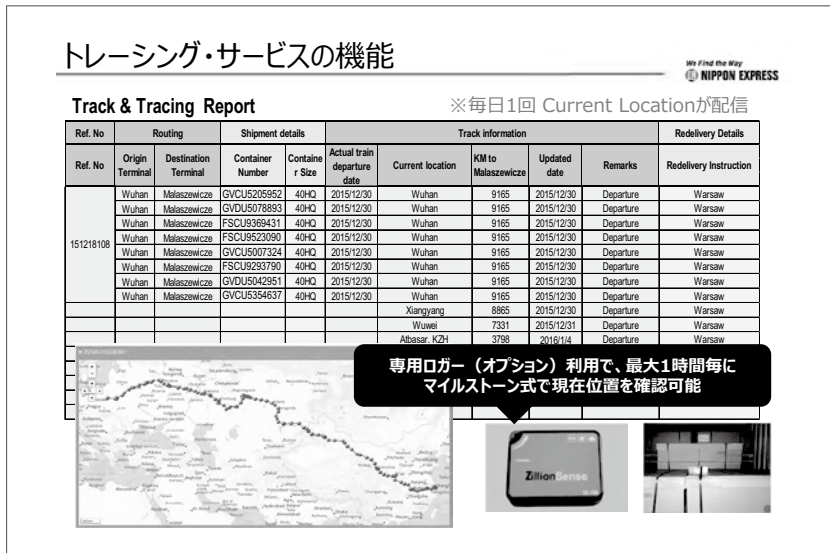 トレーシング・サービスの機能
We Find the Way
NIPPON EXPRESS
Track & Tracing Report
※毎日1回 Current Locationが配信
Ref. No Routing Shipment details Track information Redelivery Details
Ref. No Origin Terminal Destination Terminal Container Number Container Size Actual train departure date Current location KM to Malaszewicze Updated date Remarks Redelivery Instruction
151218108
Wuhan Malaszewicze GVCU5205952 40HQ 2015/12/30 Wuhan 9165 2015/12/30 Departure Warsaw
Wuhan Malaszewicze GVDU5078893 40HQ 2015/12/30 Wuhan 9165 2015/12/30 Departure Warsaw
Wuhan Malaszewicze FSCU9369431 40HQ 2015/12/30 Wuhan 9165 2015/12/30 Departure Warsaw
Wuhan Malaszewicze FSCU9523090 40HQ 2015/12/30 Wuhan 9165 2015/12/30 Departure Warsaw
Wuhan Malaszewicze GVCU5007324 40HQ 2015/12/30 Wuhan 9165 2015/12/30 Departure Warsaw
Wuhan Malaszewicze FSCU9293790 40HQ 2015/12/30 Wuhan 9165 2015/12/30 Departure Warsaw
Wuhan Malaszewicze GVDU5042951 40HQ 2015/12/30 Wuhan 9165 2015/12/30 Departure Warsaw
Wuhan Malaszewicze GVCU5354637 40HQ 2015/12/30 Wuhan 9165 2015/12/30 Departure Warsaw
Xiangyang 8865 2015/12/30 Departure Warsaw
Wuwei 7331 2015/12/31 Departure Warsaw
Atbasar. KZH 3798 2016/1/4 Departure Warsaw
専用ロガー（オプション）利用で、最大1時間毎に
マイルストーン式で現在位置を確認可能
ZillionSense